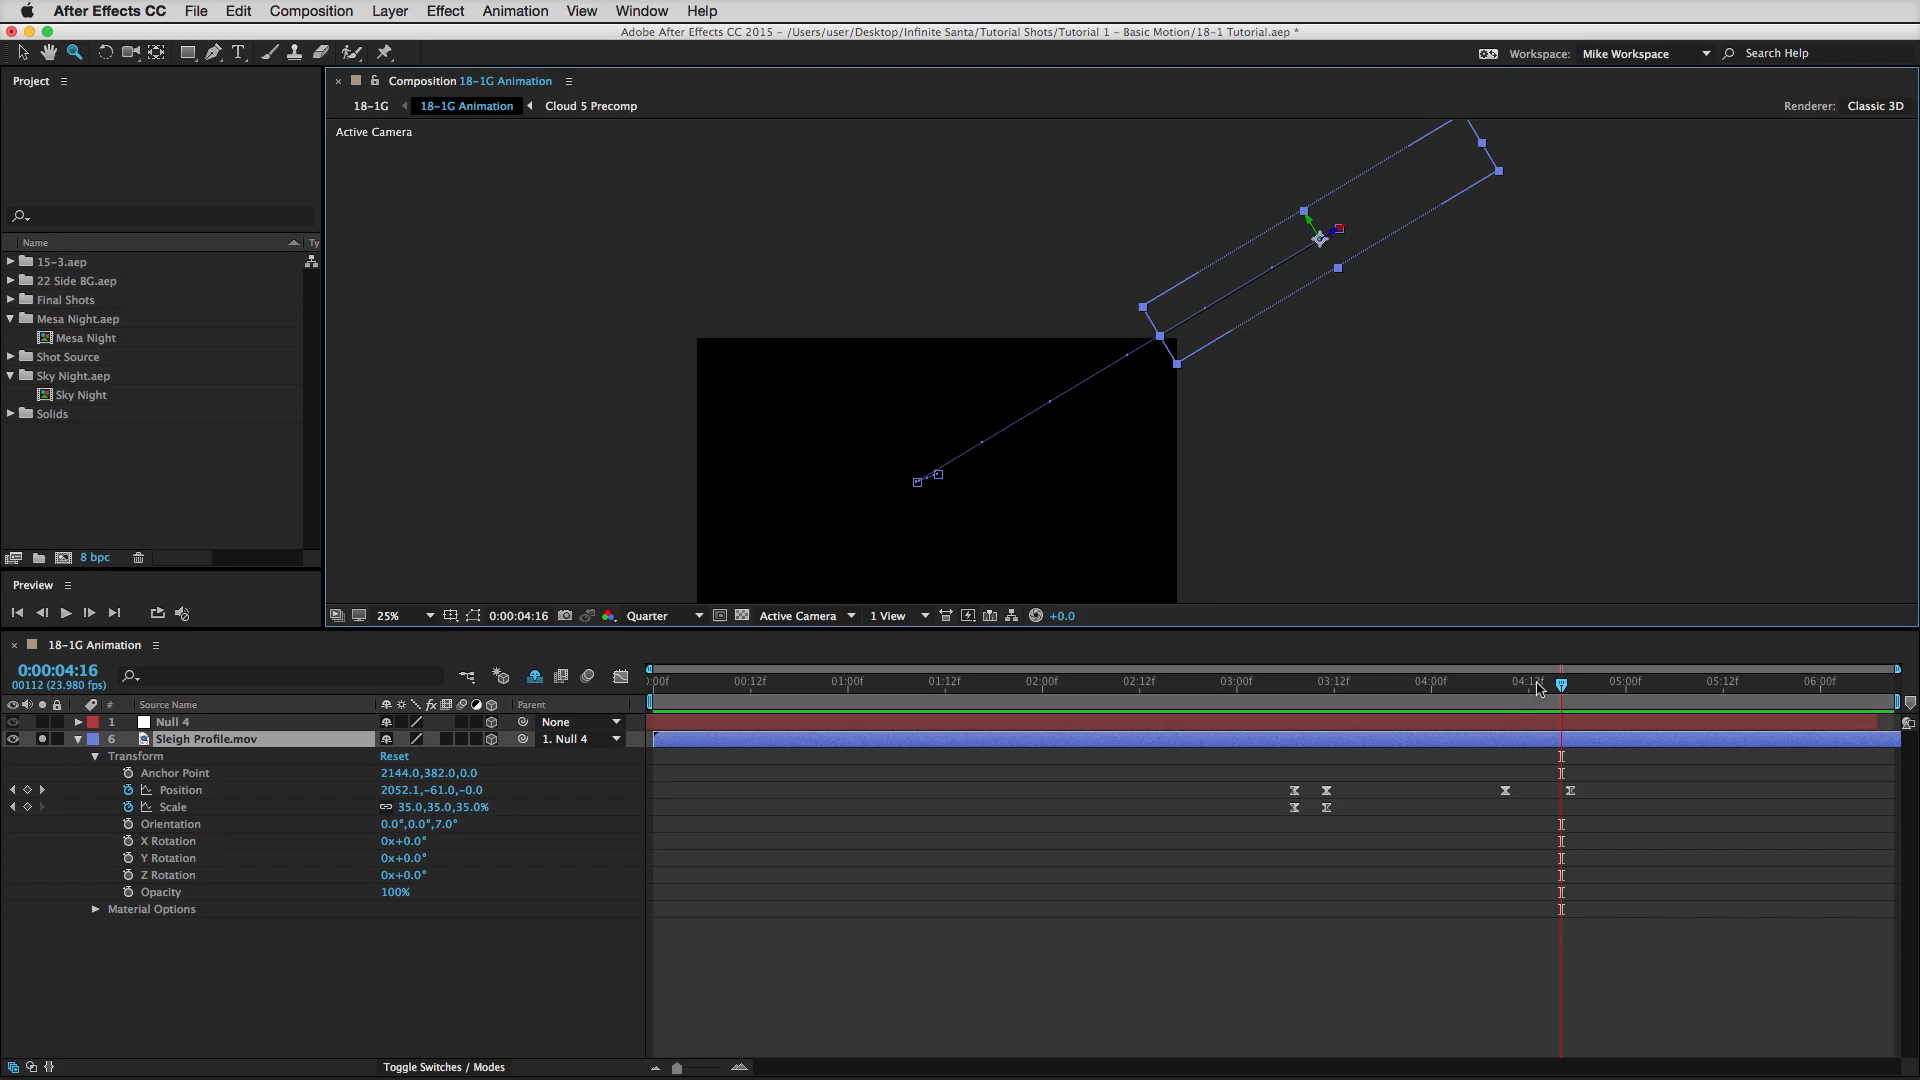 After Effects CC File Edit Composition Layer Effect Animation View Window Help
Adobe After Effects CC 2015 - /Users/user/Desktop/Infinite Santa/Tutorial Shots/Tutorial 1 - Basic Motion/18-1 Tutorial.aep *
T Workspace: Mike Workspace Search Help
Project
Composition 18-1G Animation
18-1G 18-1G Animation Cloud 5 Precomp
Renderer: Classic 3D
Active Camera
Name Ty
15-3.aep
22 Side BG.aep
Final Shots
Mesa Night.aep
Mesa Night
Shot Source
Sky Night.aep
Sky Night
Solids
8 bpc
Preview
25% 0:00:04:16 Quarter Active Camera 1 View +0.0
18-1G Animation
0:00:04:16
00112 (23.980 fps)
:00f 00:12f 01:00f 01:12f 02:00f 02:12f 03:00f 03:12f 04:00f 04:12f 05:00f 05:12f 06:00f
# Source Name fx Parent
1 Null 4 None
6 Sleigh Profile.mov 1. Null 4
Transform Reset
Anchor Point 2144.0,382.0,0.0
Position 2052.1,-61.0,-0.0
Scale 35.0,35.0,35.0%
Orientation 0.0°,0.0°,7.0°
X Rotation 0x+0.0°
Y Rotation 0x+0.0°
Z Rotation 0x+0.0°
Opacity 100%
Material Options
Toggle Switches / Modes